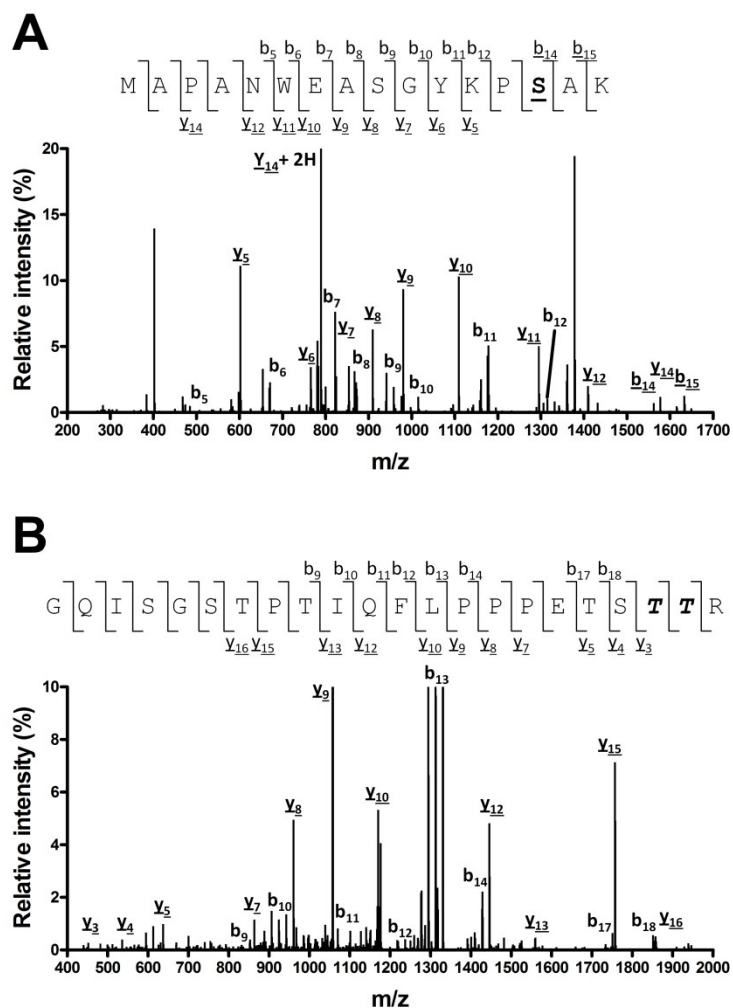 A
b5 b6 b7 b8 b9 b10 b11 b12 b14 b15
M A P A N W E A S G Y K P S A K
y14 y12 y11 y10 y9 y8 y7 y6 y5
Relative intensity (%)
20
15
10
5
0
Y14+ 2H
y5
b5
b6
y6
b7
y7
b8
y8
b9
y9
b10
y10
b11
y11
b12
y12
b14
y14
b15
200 300 400 500 600 700 800 900 1000 1100 1200 1300 1400 1500 1600 1700
m/z
B
b9 b10 b11 b12 b13 b14 b17 b18
G Q I S G S T P T I Q F L P P P E T S T T R
y16 y15 y13 y12 y10 y9 y8 y7 y5 y4 y3
Relative intensity (%)
10
8
6
4
2
0
y3
y4
y5
b9
y7
b10
y8
y9
b11
y10
b12
b13
b14
y12
y13
b17
y15
b18
y16
400 500 600 700 800 900 1000 1100 1200 1300 1400 1500 1600 1700 1800 1900 2000
m/z